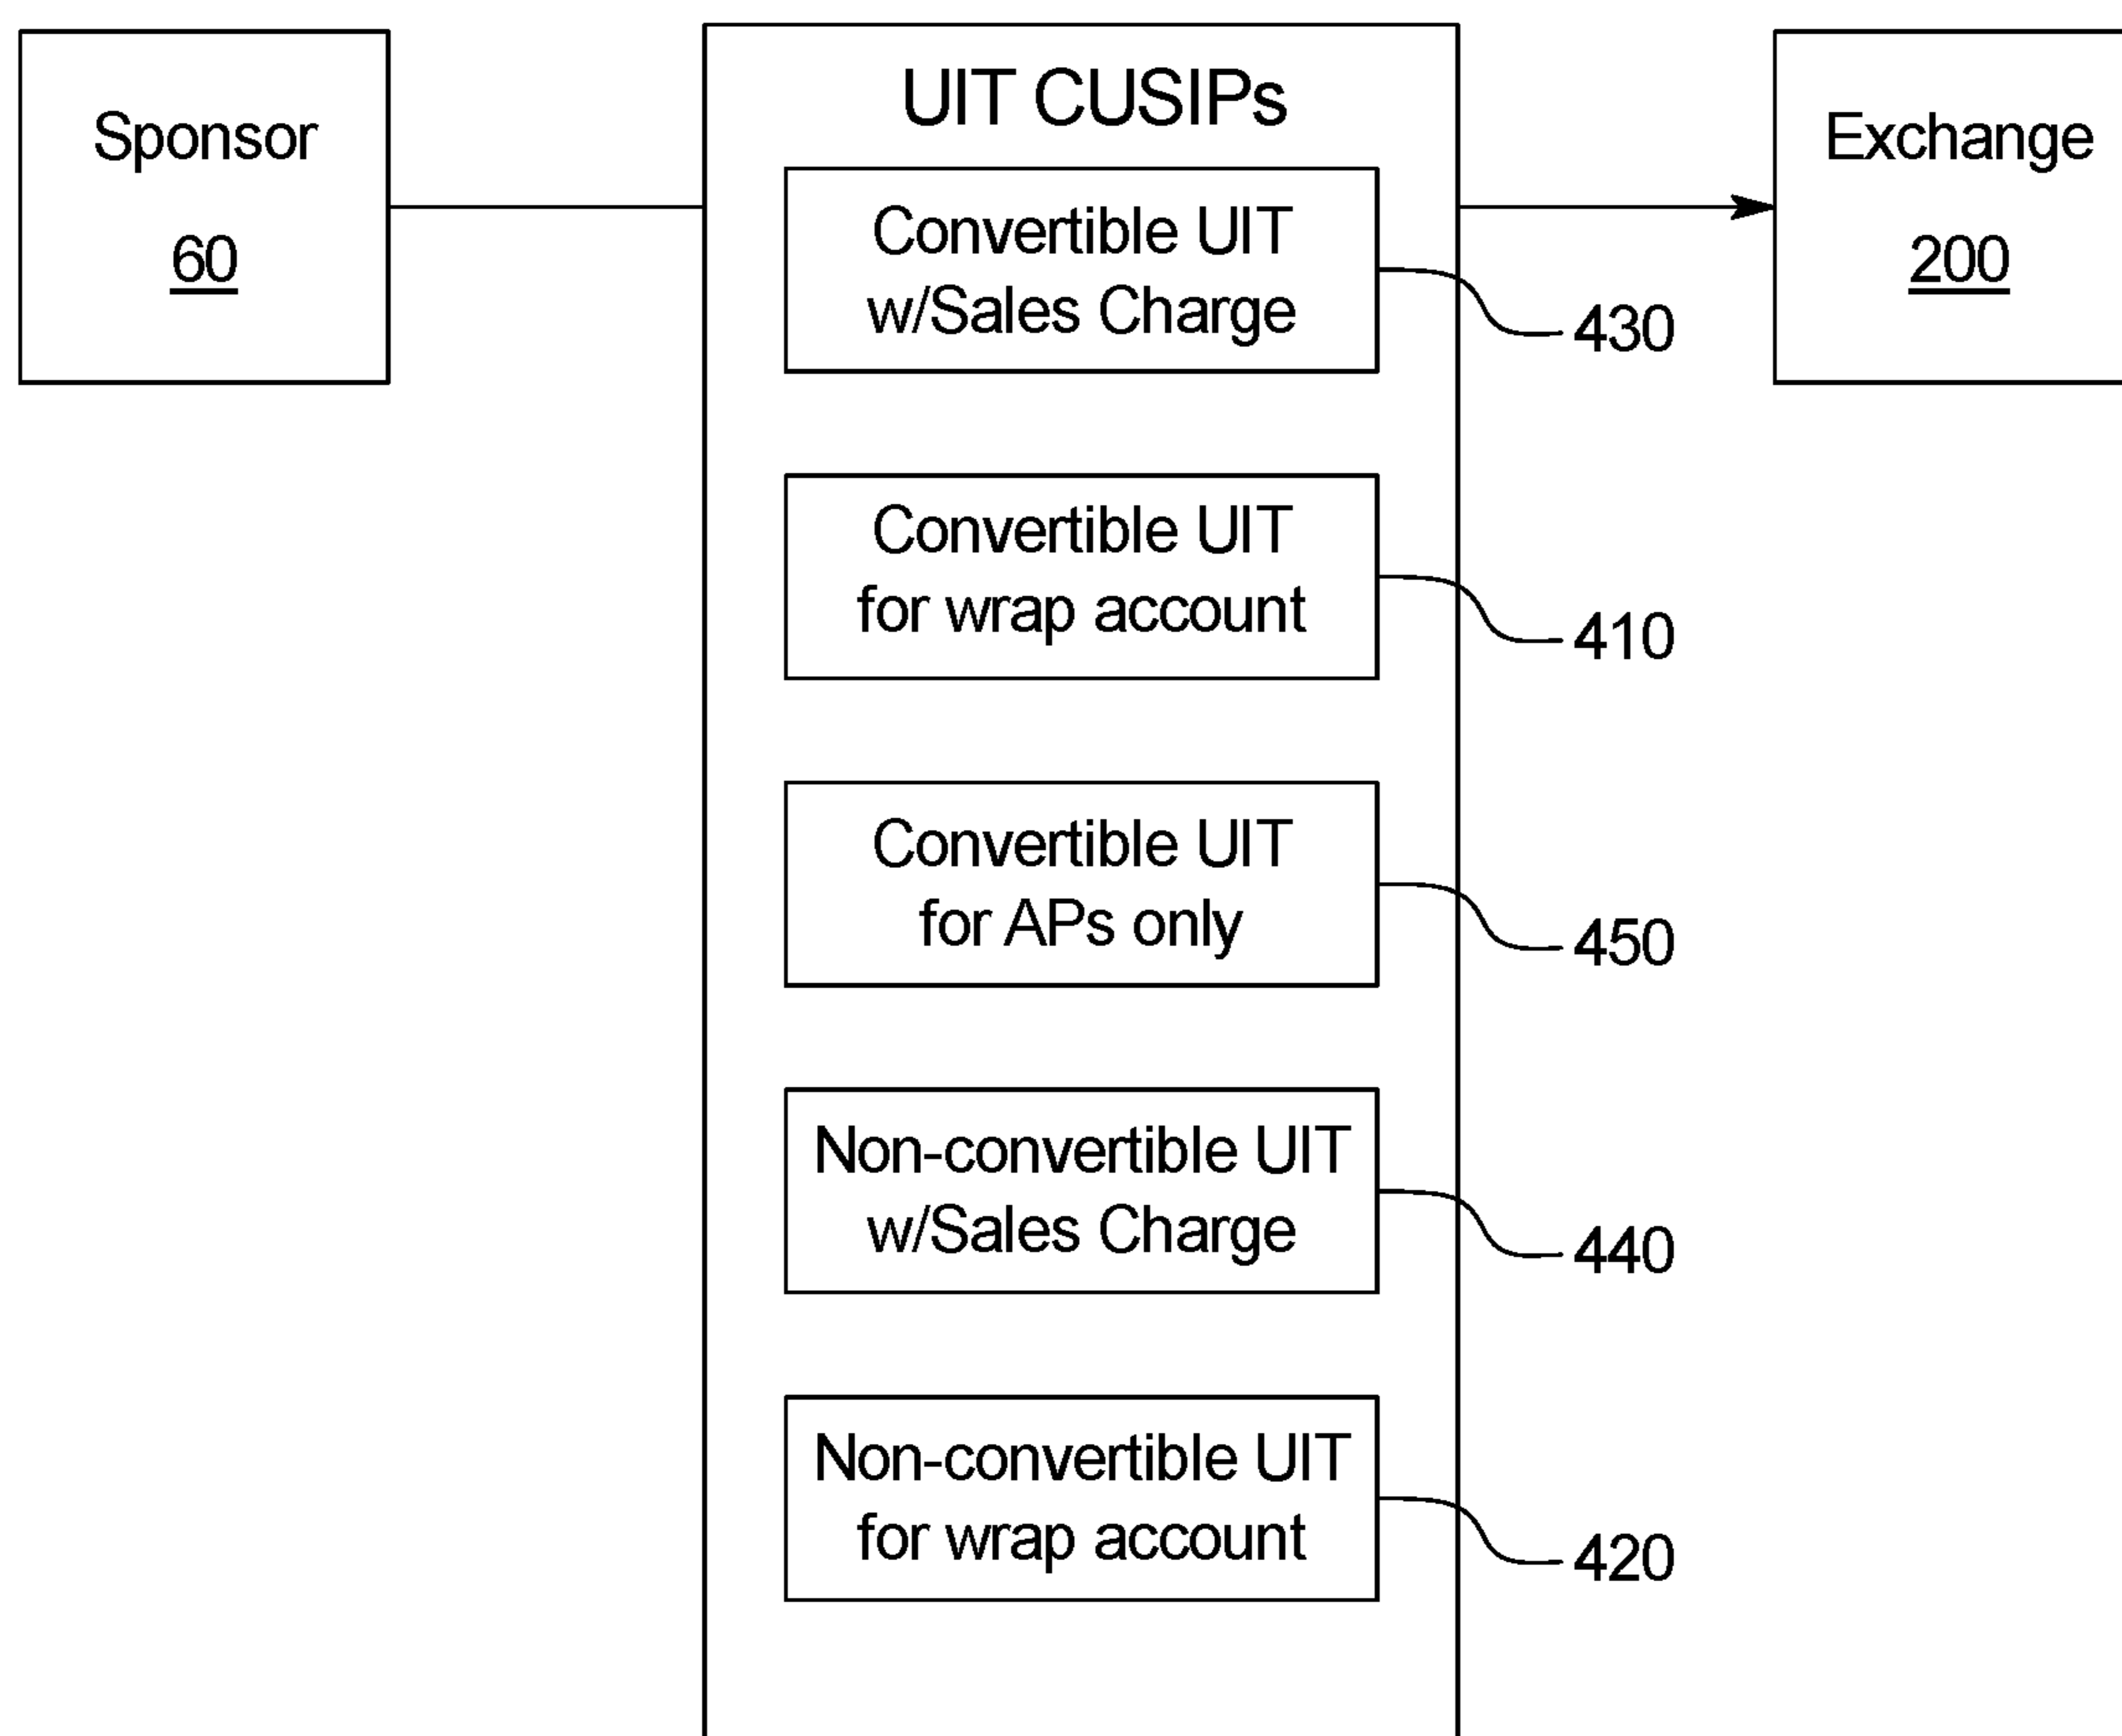 Sponsor
60
UIT CUSIPs
Convertible UIT
w/Sales Charge
430
Convertible UIT
for wrap account
410
Convertible UIT
for APs only
450
Non-convertible UIT
w/Sales Charge
440
Non-convertible UIT
for wrap account
420
Exchange
200